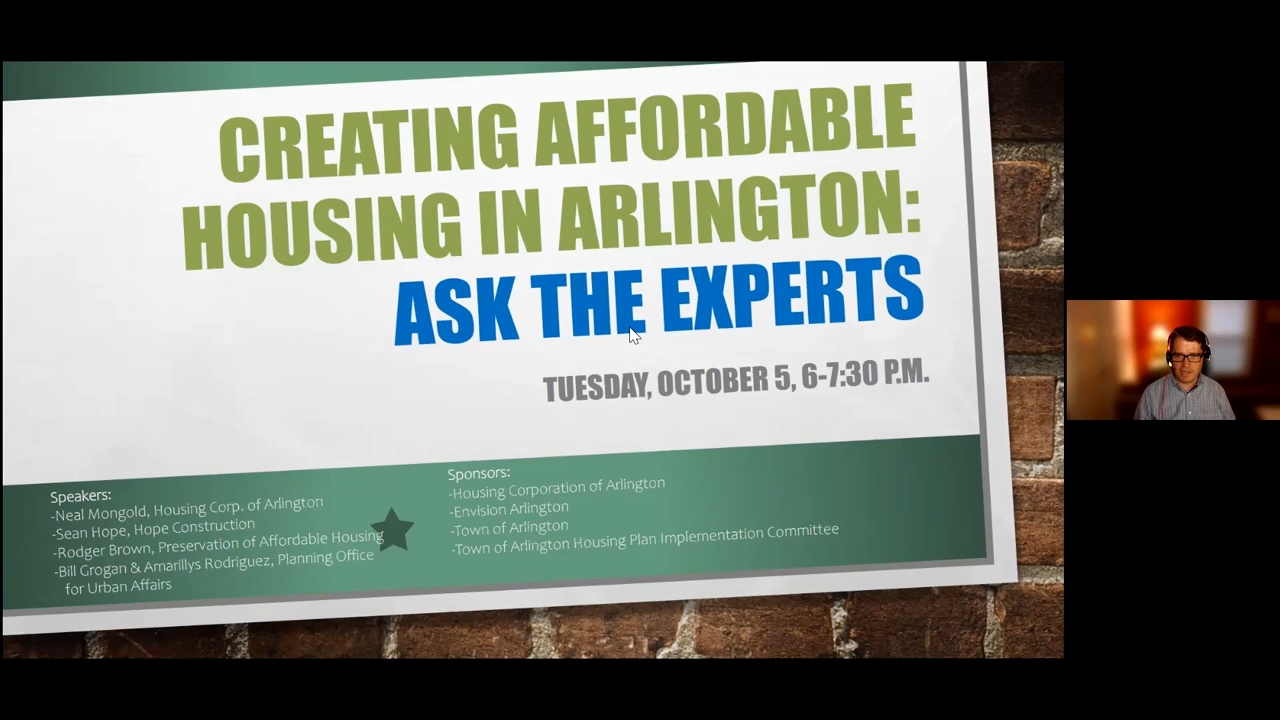 CREATING AFFORDABLE
HOUSING IN ARLINGTON:
ASK THE EXPERTS
TUESDAY, OCTOBER 5, 6-7:30 P.M.
Speakers:
-Neal Mongold, Housing Corp. of Arlington
-Sean Hope, Hope Construction
-Rodger Brown, Preservation of Affordable Housing
-Bill Grogan & Amarillys Rodriguez, Planning Office
for Urban Affairs
Sponsors:
-Housing Corporation of Arlington
-Envision Arlington
-Town of Arlington
-Town of Arlington Housing Plan Implementation Committee